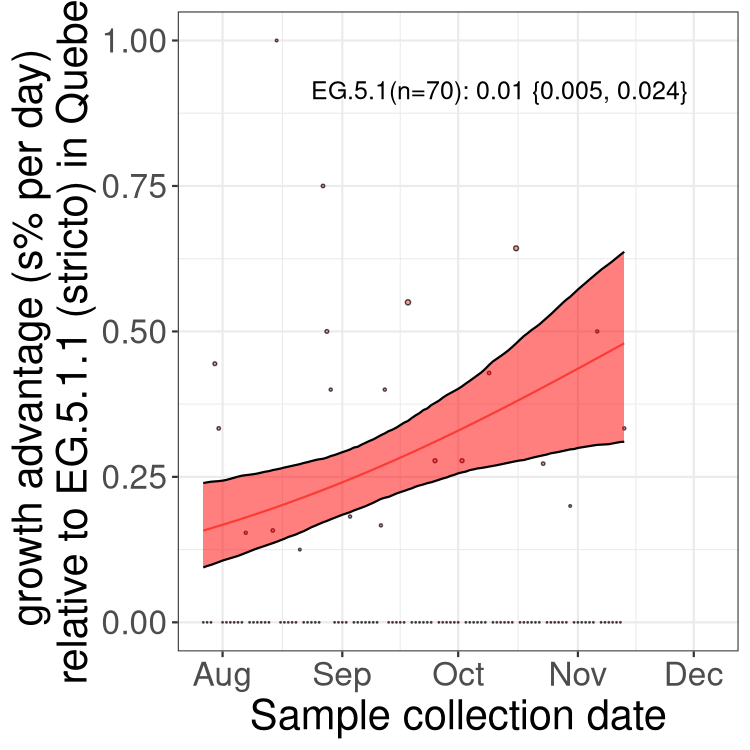 growth advantage (s% per day)
relative to EG.5.1.1 (stricto) in Quebe
1.00
0.75
0.50
0.25
0.00
EG.5.1(n=70): 0.01 {0.005, 0.024}
Aug Sep Oct Nov Dec
Sample collection date